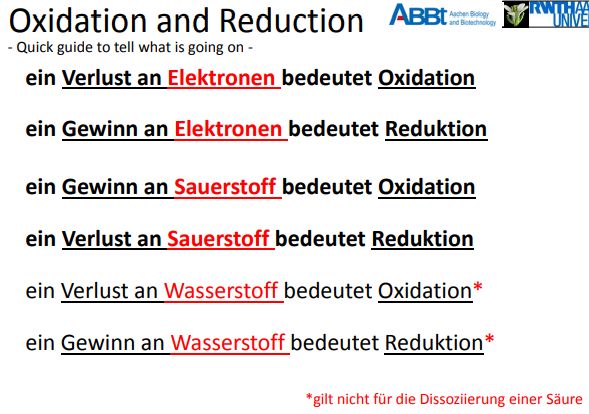 Oxidation and Reduction
- Quick guide to tell what is going on -
ABBt Aachen Biology
and Biotechnology
RWTHAA
UNIVE
ein Verlust an Elektronen bedeutet Oxidation
ein Gewinn an Elektronen bedeutet Reduktion
ein Gewinn an Sauerstoff bedeutet Oxidation
ein Verlust an Sauerstoff bedeutet Reduktion
ein Verlust an Wasserstoff bedeutet Oxidation*
ein Gewinn an Wasserstoff bedeutet Reduktion*
*gilt nicht für die Dissoziierung einer Säure